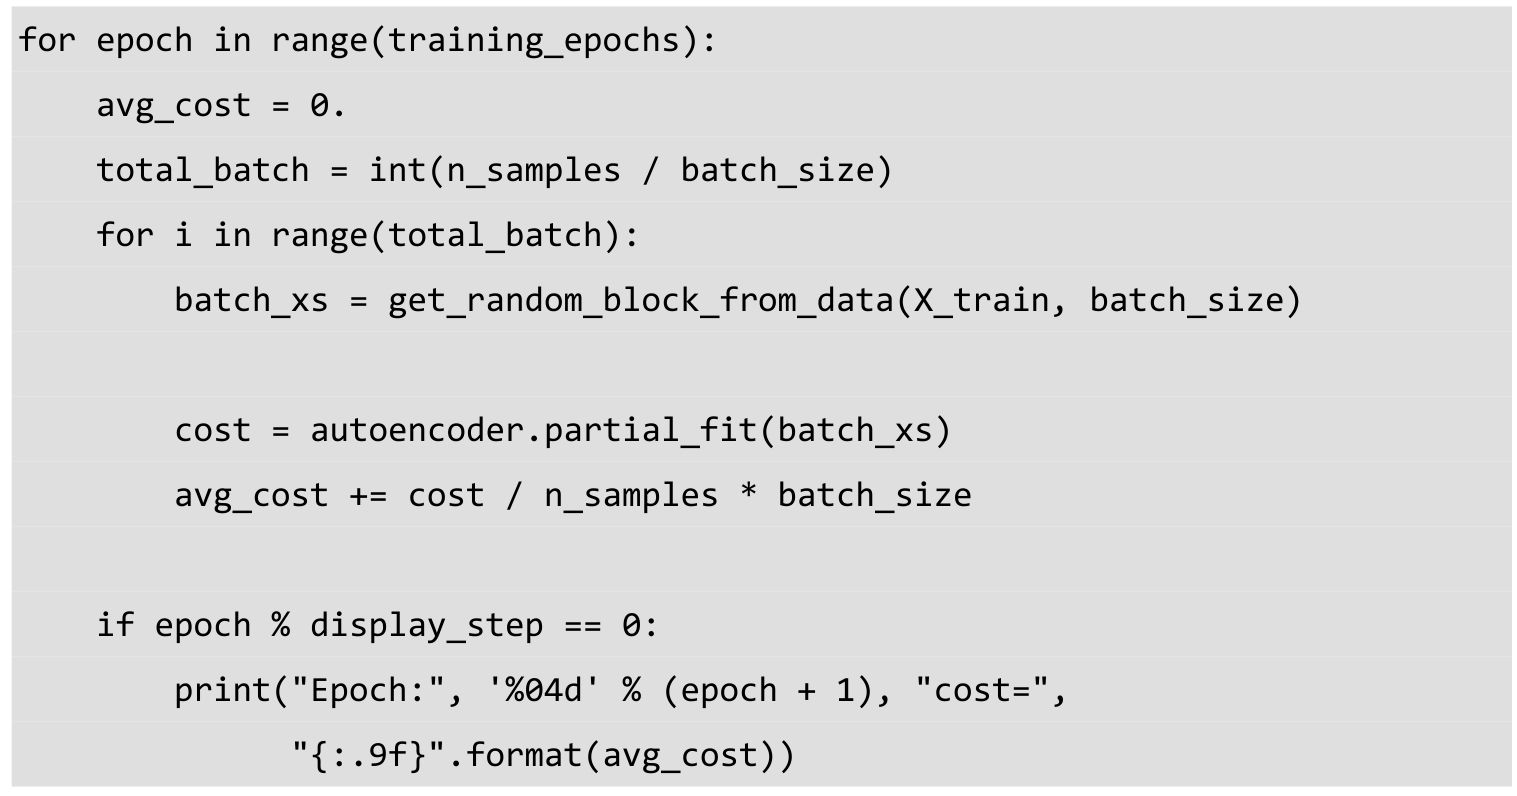 for epoch in range(training_epochs):
    avg_cost = 0.
    total_batch = int(n_samples / batch_size)
    for i in range(total_batch):
        batch_xs = get_random_block_from_data(X_train, batch_size)

        cost = autoencoder.partial_fit(batch_xs)
        avg_cost += cost / n_samples * batch_size

    if epoch % display_step == 0:
        print("Epoch:", '%04d' % (epoch + 1), "cost=",
              "{:.9f}".format(avg_cost))